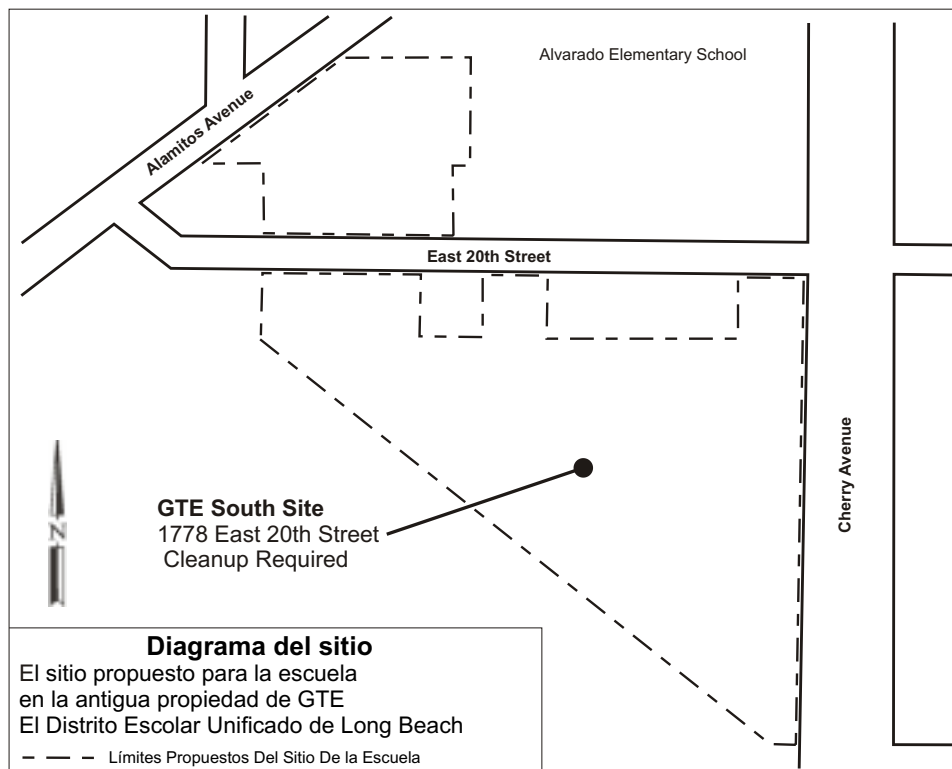 Alvarado Elementary School
Alamitos Avenue
East 20th Street
Cherry Avenue
GTE South Site
1778 East 20th Street
Cleanup Required
N
Diagrama del sitio
El sitio propuesto para la escuela
en la antigua propiedad de GTE
El Distrito Escolar Unificado de Long Beach
Límites Propuestos Del Sitio De la Escuela